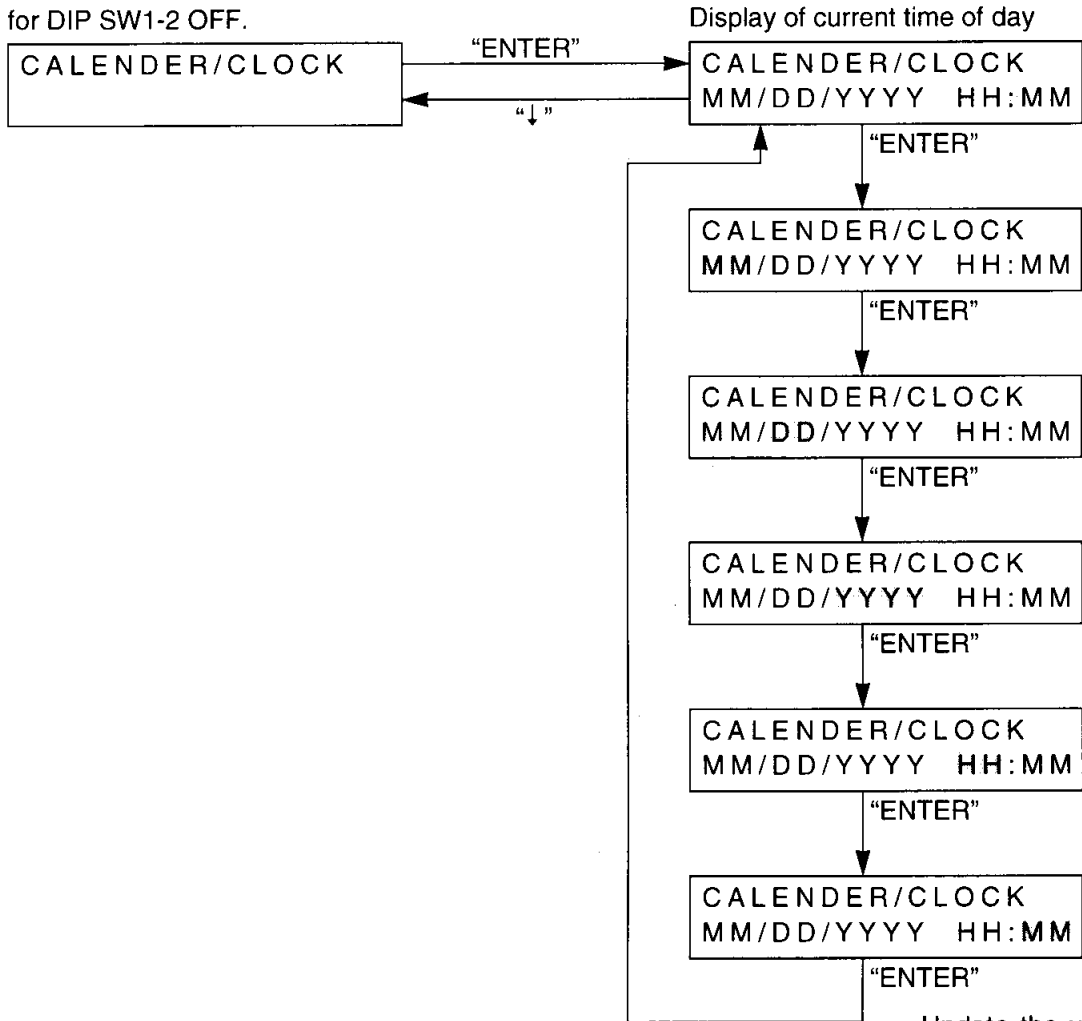 for DIP SW1-2 OFF.
CALENDER/CLOCK
"ENTER"
"↓"
Display of current time of day
CALENDER/CLOCK
MM/DD/YYYY HH:MM
"ENTER"
CALENDER/CLOCK
MM/DD/YYYY HH:MM
"ENTER"
CALENDER/CLOCK
MM/DD/YYYY HH:MM
"ENTER"
CALENDER/CLOCK
MM/DD/YYYY HH:MM
"ENTER"
CALENDER/CLOCK
MM/DD/YYYY HH:MM
"ENTER"
CALENDER/CLOCK
MM/DD/YYYY HH:MM
"ENTER"
Update the